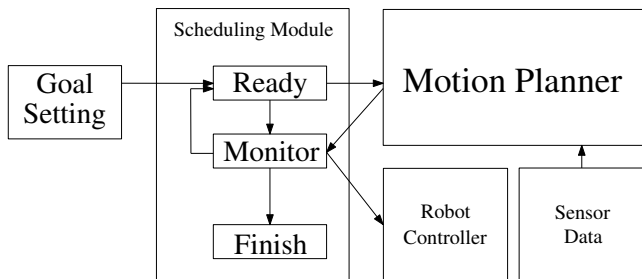 Scheduling Module
Goal
Setting
Ready
Motion Planner
Monitor
Finish
Robot
Controller
Sensor
Data